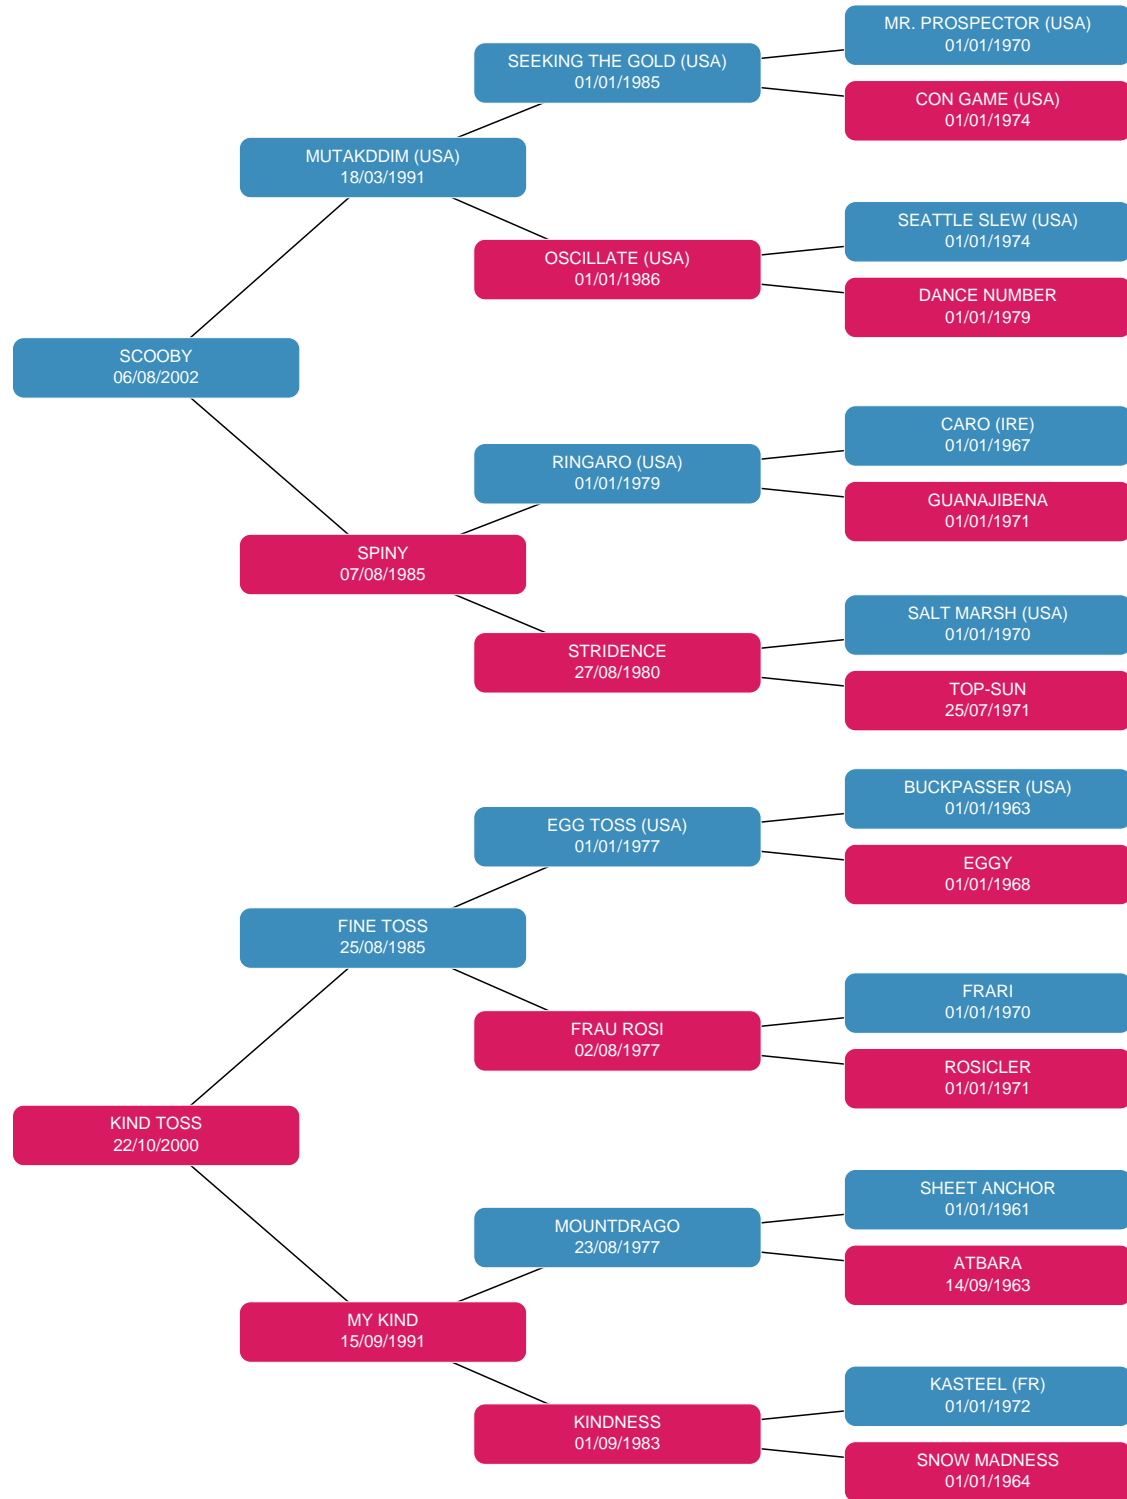 MR. PROSPECTOR (USA)
01/01/1970
SEEKING THE GOLD (USA)
01/01/1985
CON GAME (USA)
01/01/1974
MUTAKDDIM (USA)
18/03/1991
SEATTLE SLEW (USA)
01/01/1974
OSCILLATE (USA)
01/01/1986
DANCE NUMBER
01/01/1979
SCOOBY
06/08/2002
CARO (IRE)
01/01/1967
RINGARO (USA)
01/01/1979
GUANAJIBENA
01/01/1971
SPINY
07/08/1985
SALT MARSH (USA)
01/01/1970
STRIDENCE
27/08/1980
TOP-SUN
25/07/1971
BUCKPASSER (USA)
01/01/1963
EGG TOSS (USA)
01/01/1977
EGGY
01/01/1968
FINE TOSS
25/08/1985
FRARI
01/01/1970
FRAU ROSI
02/08/1977
ROSICLER
01/01/1971
KIND TOSS
22/10/2000
SHEET ANCHOR
01/01/1961
MOUNTDRAGO
23/08/1977
ATBARA
14/09/1963
MY KIND
15/09/1991
KASTEEL (FR)
01/01/1972
KINDNESS
01/09/1983
SNOW MADNESS
01/01/1964